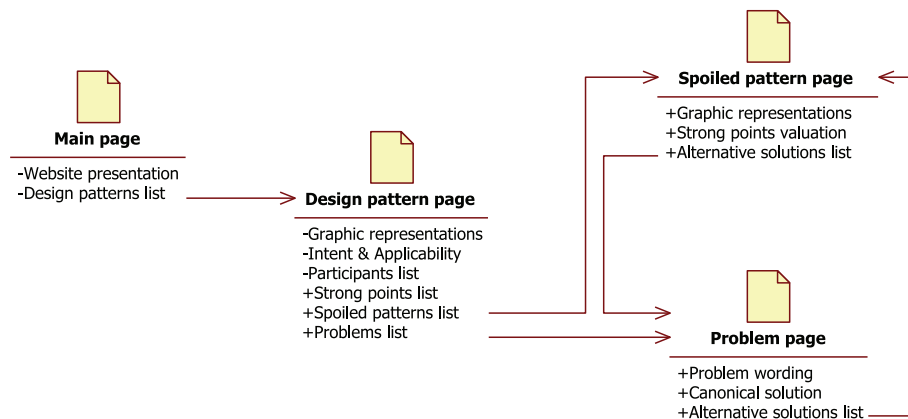 Main page
-Website presentation
-Design patterns list
Design pattern page
-Graphic representations
-Intent & Applicability
-Participants list
+Strong points list
+Spoiled patterns list
+Problems list
Spoiled pattern page
+Graphic representations
+Strong points valuation
+Alternative solutions list
Problem page
+Problem wording
+Canonical solution
+Alternative solutions list